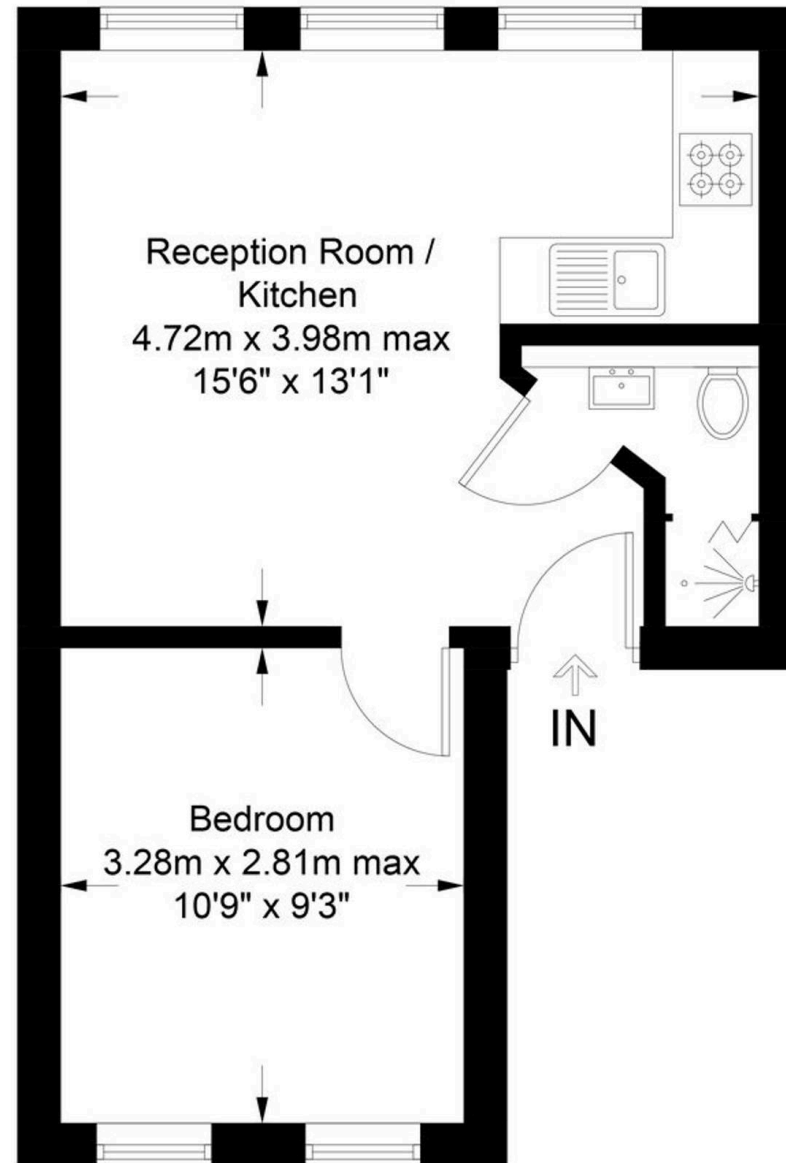 Reception Room /
Kitchen
4.72m x 3.98m max
15'6" x 13'1"
IN
Bedroom
3.28m x 2.81m max
10'9" x 9'3"